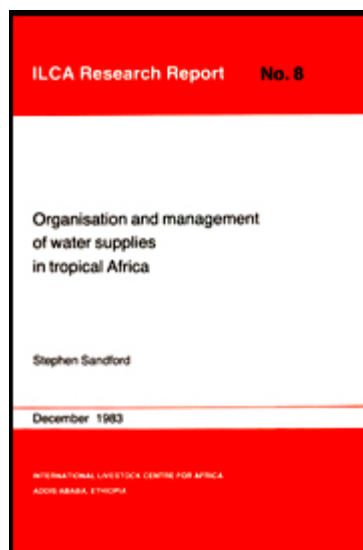 ILCA Research Report No. 8
Organisation and management
of water supplies
in tropical Africa
Stephen Sandford
December 1983
INTERNATIONAL LIVESTOCK CENTRE FOR AFRICA
ADDIS ABABA, ETHIOPIA